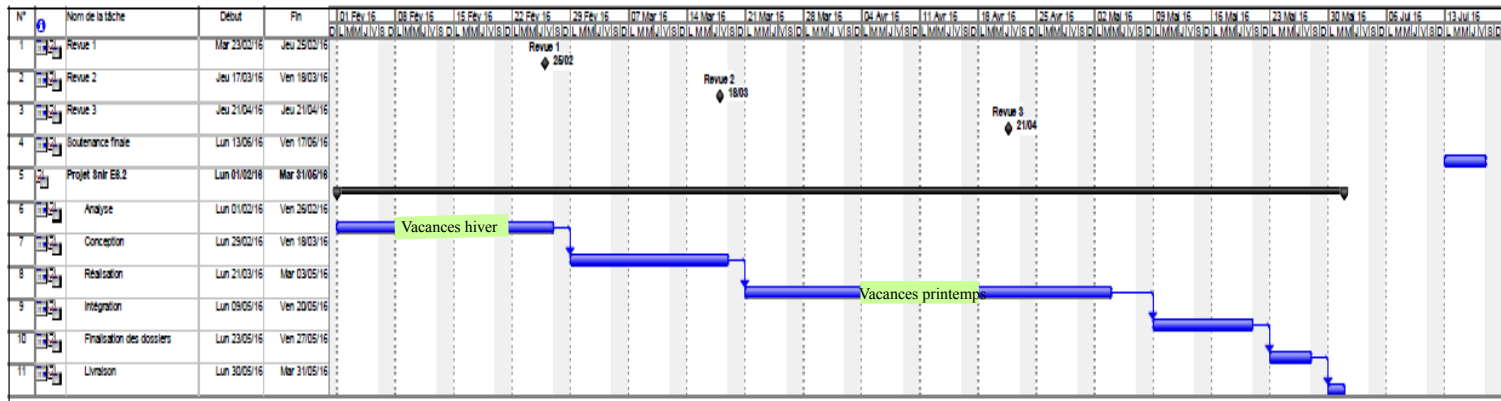 N° Nom de la tâche Début Fin 01 Fév 16 08 Fév 16 15 Fév 16 22 Fév 16 29 Fév 16 07 Mar 16 14 Mar 16 21 Mar 16 28 Mar 16 04 Avr 16 11 Avr 16 18 Avr 16 25 Avr 16 02 Mai 16 09 Mai 16 16 Mai 16 23 Mai 16 30 Mai 16 06 Jul 16 13 Jul 16
D L M M J V S D L M M J V S D L M M J V S D L M M J V S D L M M J V S D L M M J V S D L M M J V S D L M M J V S D L M M J V S D L M M J V S D L M M J V S D L M M J V S D L M M J V S D L M M J V S D L M M J V S D L M M J V S D L M M J V S D L M M J V S D L M M J V S D L M M J V S D
1 Revue 1 Mar 23/02/16 Jeu 25/02/16 Revue 1
25/02
2 Revue 2 Jeu 17/03/16 Ven 18/03/16 Revue 2
18/03
3 Revue 3 Jeu 21/04/16 Jeu 21/04/16 Revue 3
21/04
4 Soutenance finale Lun 13/06/16 Ven 17/06/16
5 Projet Snir E6.2 Lun 01/02/16 Mar 31/05/16
6 Analyse Lun 01/02/16 Ven 26/02/16 Vacances hiver
7 Conception Lun 29/02/16 Ven 18/03/16
8 Réalisation Lun 21/03/16 Mar 03/05/16 Vacances printemps
9 Intégration Lun 09/05/16 Ven 20/05/16
10 Finalisation des dossiers Lun 23/05/16 Ven 27/05/16
11 Livraison Lun 30/05/16 Mar 31/05/16